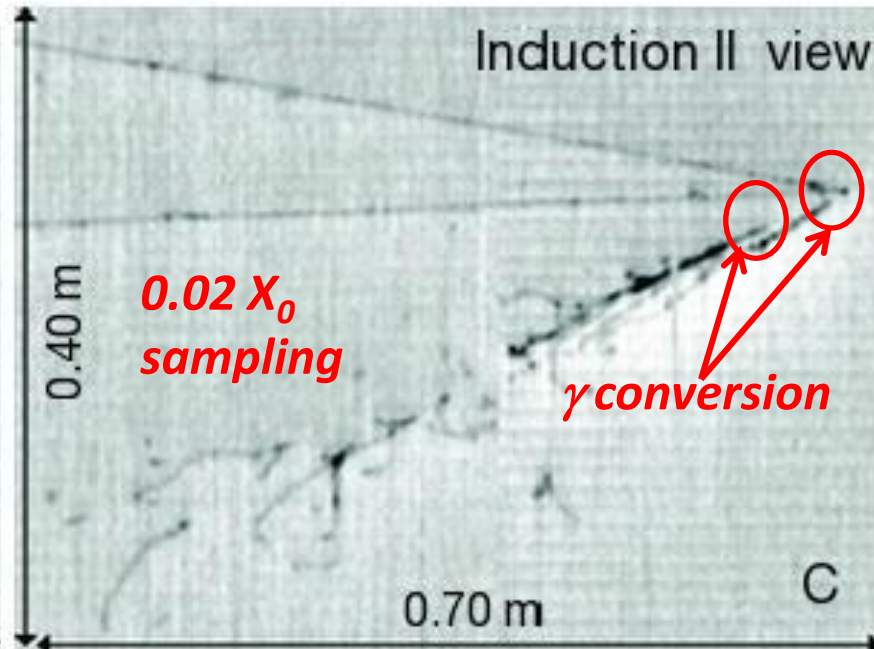 Induction II view
0.02 X₀
sampling
0.40 m
γ conversion
0.70 m
C